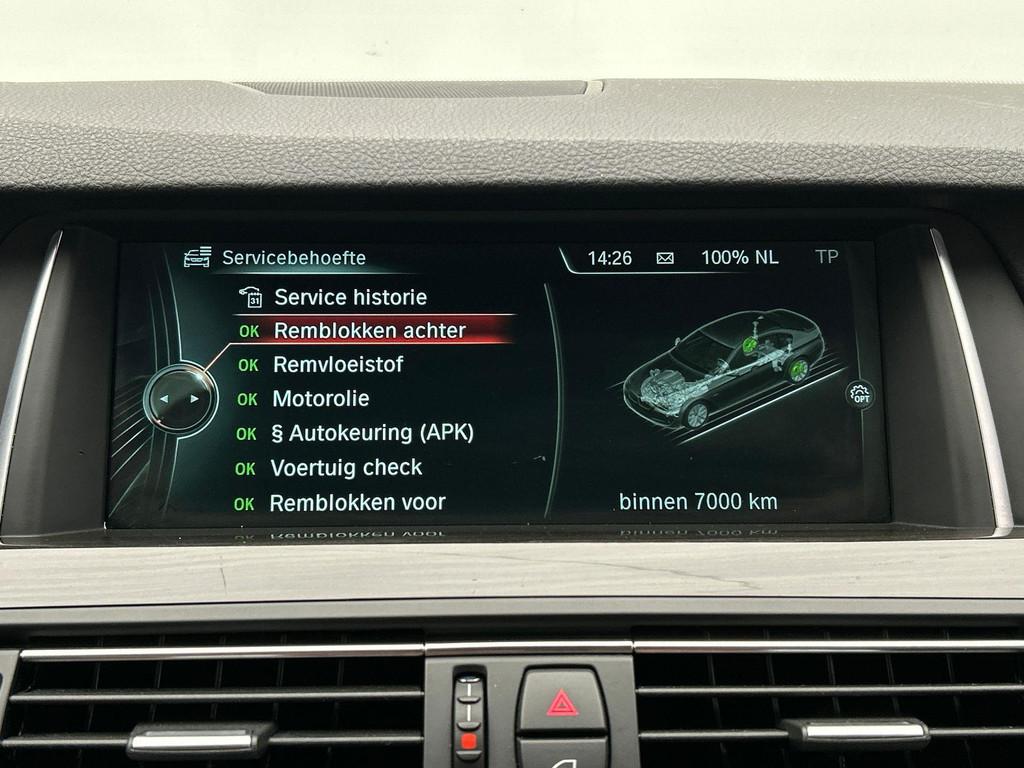 Servicebehoefte
14:26 100% NL TP
31 Service historie
OK Remblokken achter
OK Remvloeistof
OK Motorolie
OK § Autokeuring (APK)
OK Voertuig check
OK Remblokken voor
OPT
binnen 7000 km